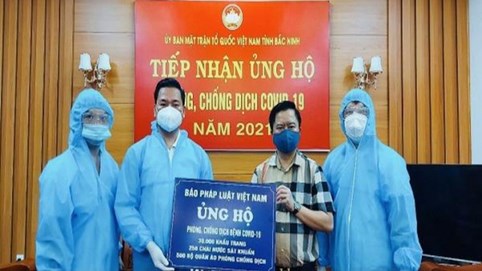 ỦY BAN MẶT TRẬN TỔ QUỐC VIỆT NAM TỈNH BẮC NINH
TIẾP NHẬN ỦNG HỘ
PHÒNG, CHỐNG DỊCH COVID-19
NĂM 2021
BÁO PHÁP LUẬT VIỆT NAM
ỦNG HỘ
PHÒNG, CHỐNG DỊCH BỆNH COVID-19
35.000 KHẨU TRANG
250 CHAI NƯỚC SÁT KHUẨN
500 BỘ QUẦN ÁO PHÒNG CHỐNG DỊCH